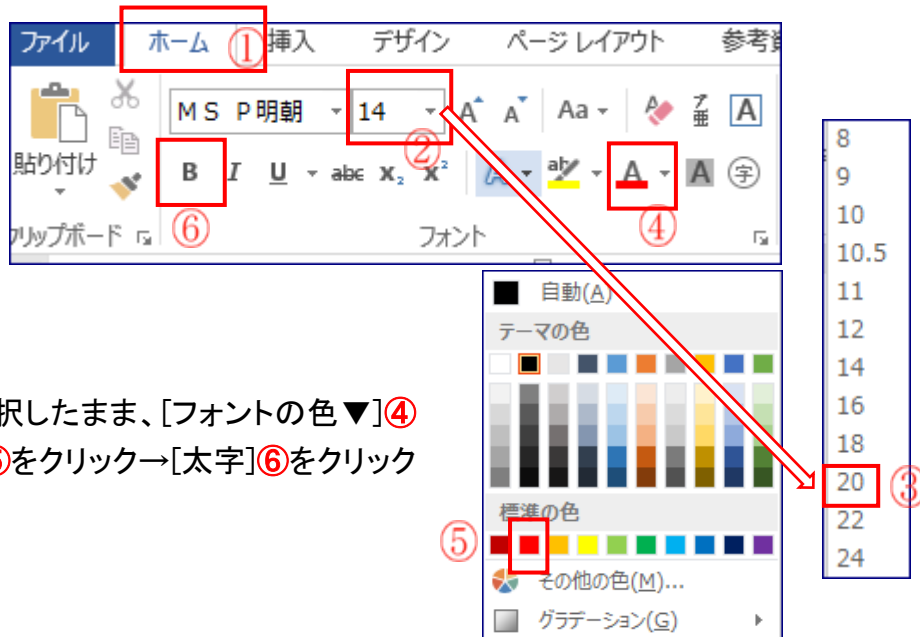 ファイル ホーム ① 挿入 デザイン ページ レイアウト 参考
ＭＳ Ｐ明朝 14 ② A A Aa ア亜 A
貼り付け B I U abc x₂ x² A aby A A 字
⑥ ④
リップボード フォント
自動(A)
テーマの色
択したまま、[フォントの色▼]④
⑤をクリック→[太字]⑥をクリック
標準の色
⑤
その他の色(M)...
グラデーション(G)
8
9
10
10.5
11
12
14
16
18
20 ③
22
24